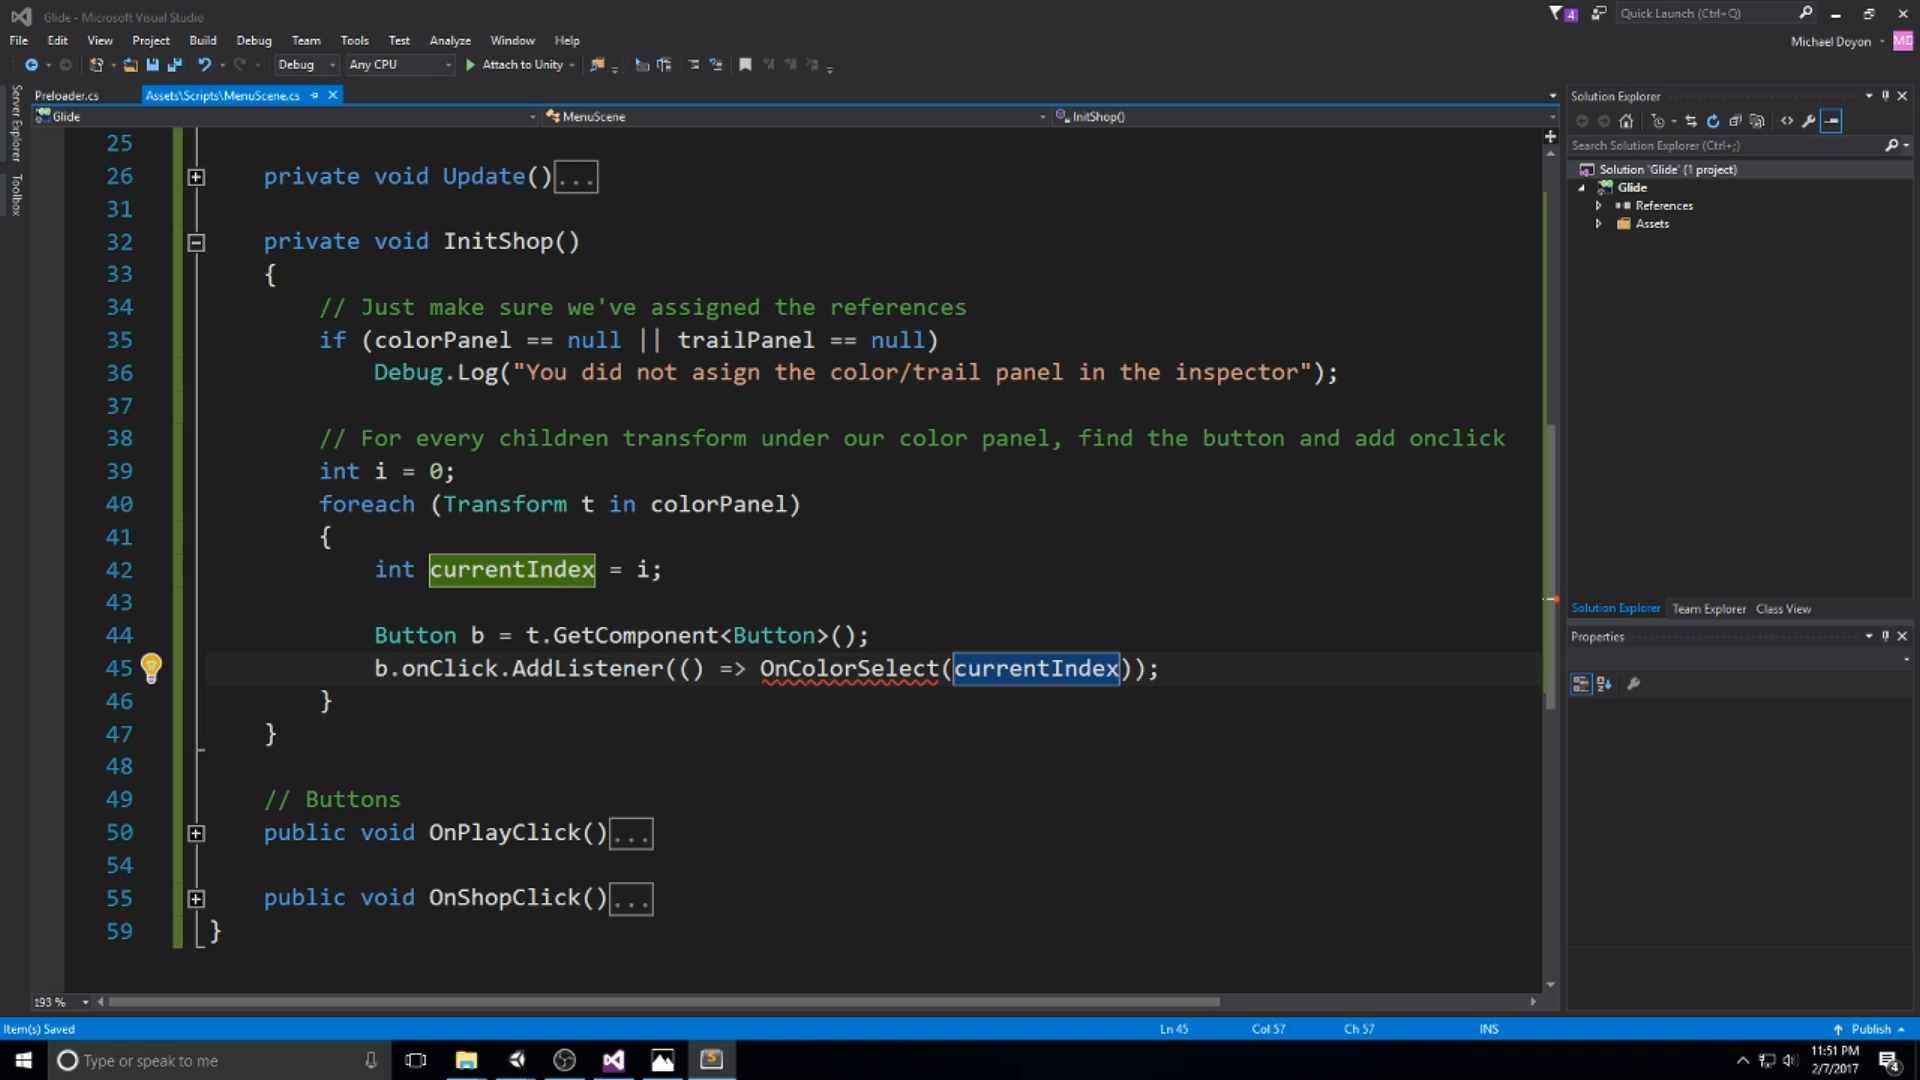 Glide - Microsoft Visual Studio
4
Quick Launch (Ctrl+Q)
File Edit View Project Build Debug Team Tools Test Analyze Window Help
Michael Doyon
MD
Debug
Any CPU
Attach to Unity
Server Explorer
Toolbox
Preloader.cs
Assets\Scripts\MenuScene.cs
Glide
MenuScene
InitShop()
25
26 private void Update()...
31
32 private void InitShop()
33 {
34 // Just make sure we've assigned the references
35 if (colorPanel == null || trailPanel == null)
36 Debug.Log("You did not asign the color/trail panel in the inspector");
37
38 // For every children transform under our color panel, find the button and add onclick
39 int i = 0;
40 foreach (Transform t in colorPanel)
41 {
42 int currentIndex = i;
43
44 Button b = t.GetComponent<Button>();
45 b.onClick.AddListener(() => OnColorSelect(currentIndex));
46 }
47 }
48
49 // Buttons
50 public void OnPlayClick()...
54
55 public void OnShopClick()...
59 }
193 %
Solution Explorer
Search Solution Explorer (Ctrl+;)
Solution 'Glide' (1 project)
Glide
References
Assets
Solution Explorer Team Explorer Class View
Properties
Item(s) Saved
Ln 45
Col 57
Ch 57
INS
Publish
Type or speak to me
11:51 PM
2/7/2017
4